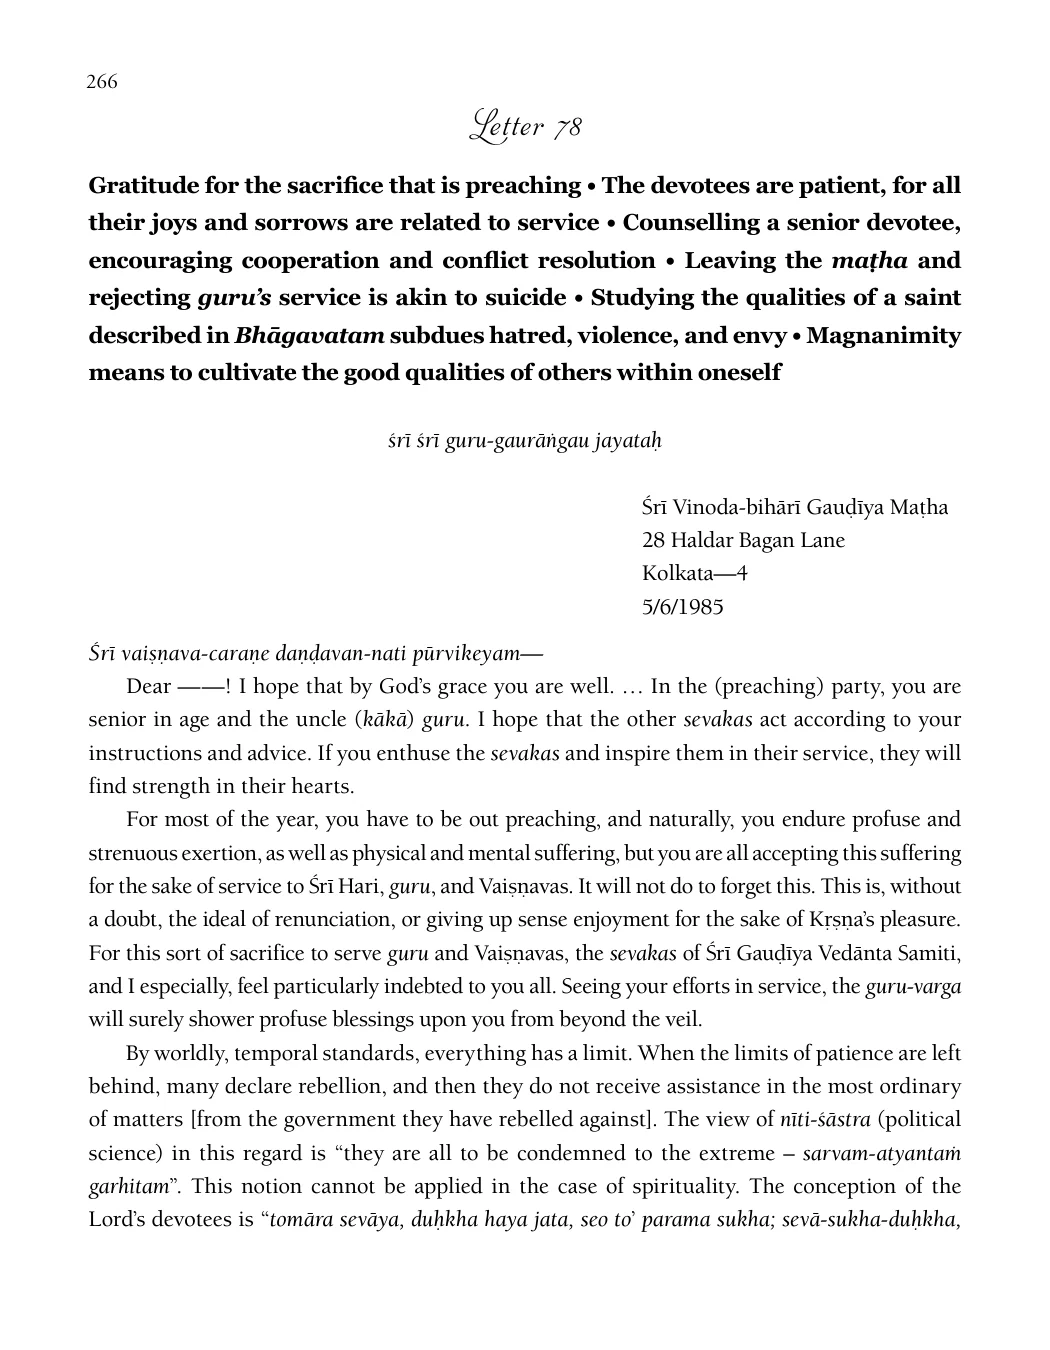 266
Letter 78
Gratitude for the sacrifice that is preaching • The devotees are patient, for all
their joys and sorrows are related to service • Counselling a senior devotee,
encouraging cooperation and conflict resolution • Leaving the maṭha and
rejecting guru’s service is akin to suicide • Studying the qualities of a saint
described in Bhāgavatam subdues hatred, violence, and envy • Magnanimity
means to cultivate the good qualities of others within oneself
śrī śrī guru-gaurāṅgau jayataḥ
Śrī Vinoda-bihārī Gauḍīya Maṭha
28 Haldar Bagan Lane
Kolkata—4
5/6/1985
Śrī vaiṣṇava-caraṇe daṇḍavan-nati pūrvikeyam—
Dear ——! I hope that by God’s grace you are well. … In the (preaching) party, you are
senior in age and the uncle (kākā) guru. I hope that the other sevakas act according to your
instructions and advice. If you enthuse the sevakas and inspire them in their service, they will
find strength in their hearts.
For most of the year, you have to be out preaching, and naturally, you endure profuse and
strenuous exertion, as well as physical and mental suffering, but you are all accepting this suffering
for the sake of service to Śrī Hari, guru, and Vaiṣṇavas. It will not do to forget this. This is, without
a doubt, the ideal of renunciation, or giving up sense enjoyment for the sake of Kṛṣṇa’s pleasure.
For this sort of sacrifice to serve guru and Vaiṣṇavas, the sevakas of Śrī Gauḍīya Vedānta Samiti,
and I especially, feel particularly indebted to you all. Seeing your efforts in service, the guru-varga
will surely shower profuse blessings upon you from beyond the veil.
By worldly, temporal standards, everything has a limit. When the limits of patience are left
behind, many declare rebellion, and then they do not receive assistance in the most ordinary
of matters [from the government they have rebelled against]. The view of nīti-śāstra (political
science) in this regard is “they are all to be condemned to the extreme – sarvam-atyantaṁ
garhitam”. This notion cannot be applied in the case of spirituality. The conception of the
Lord’s devotees is “tomāra sevāya, duḥkha haya jata, seo to’ parama sukha; sevā-sukha-duḥkha,